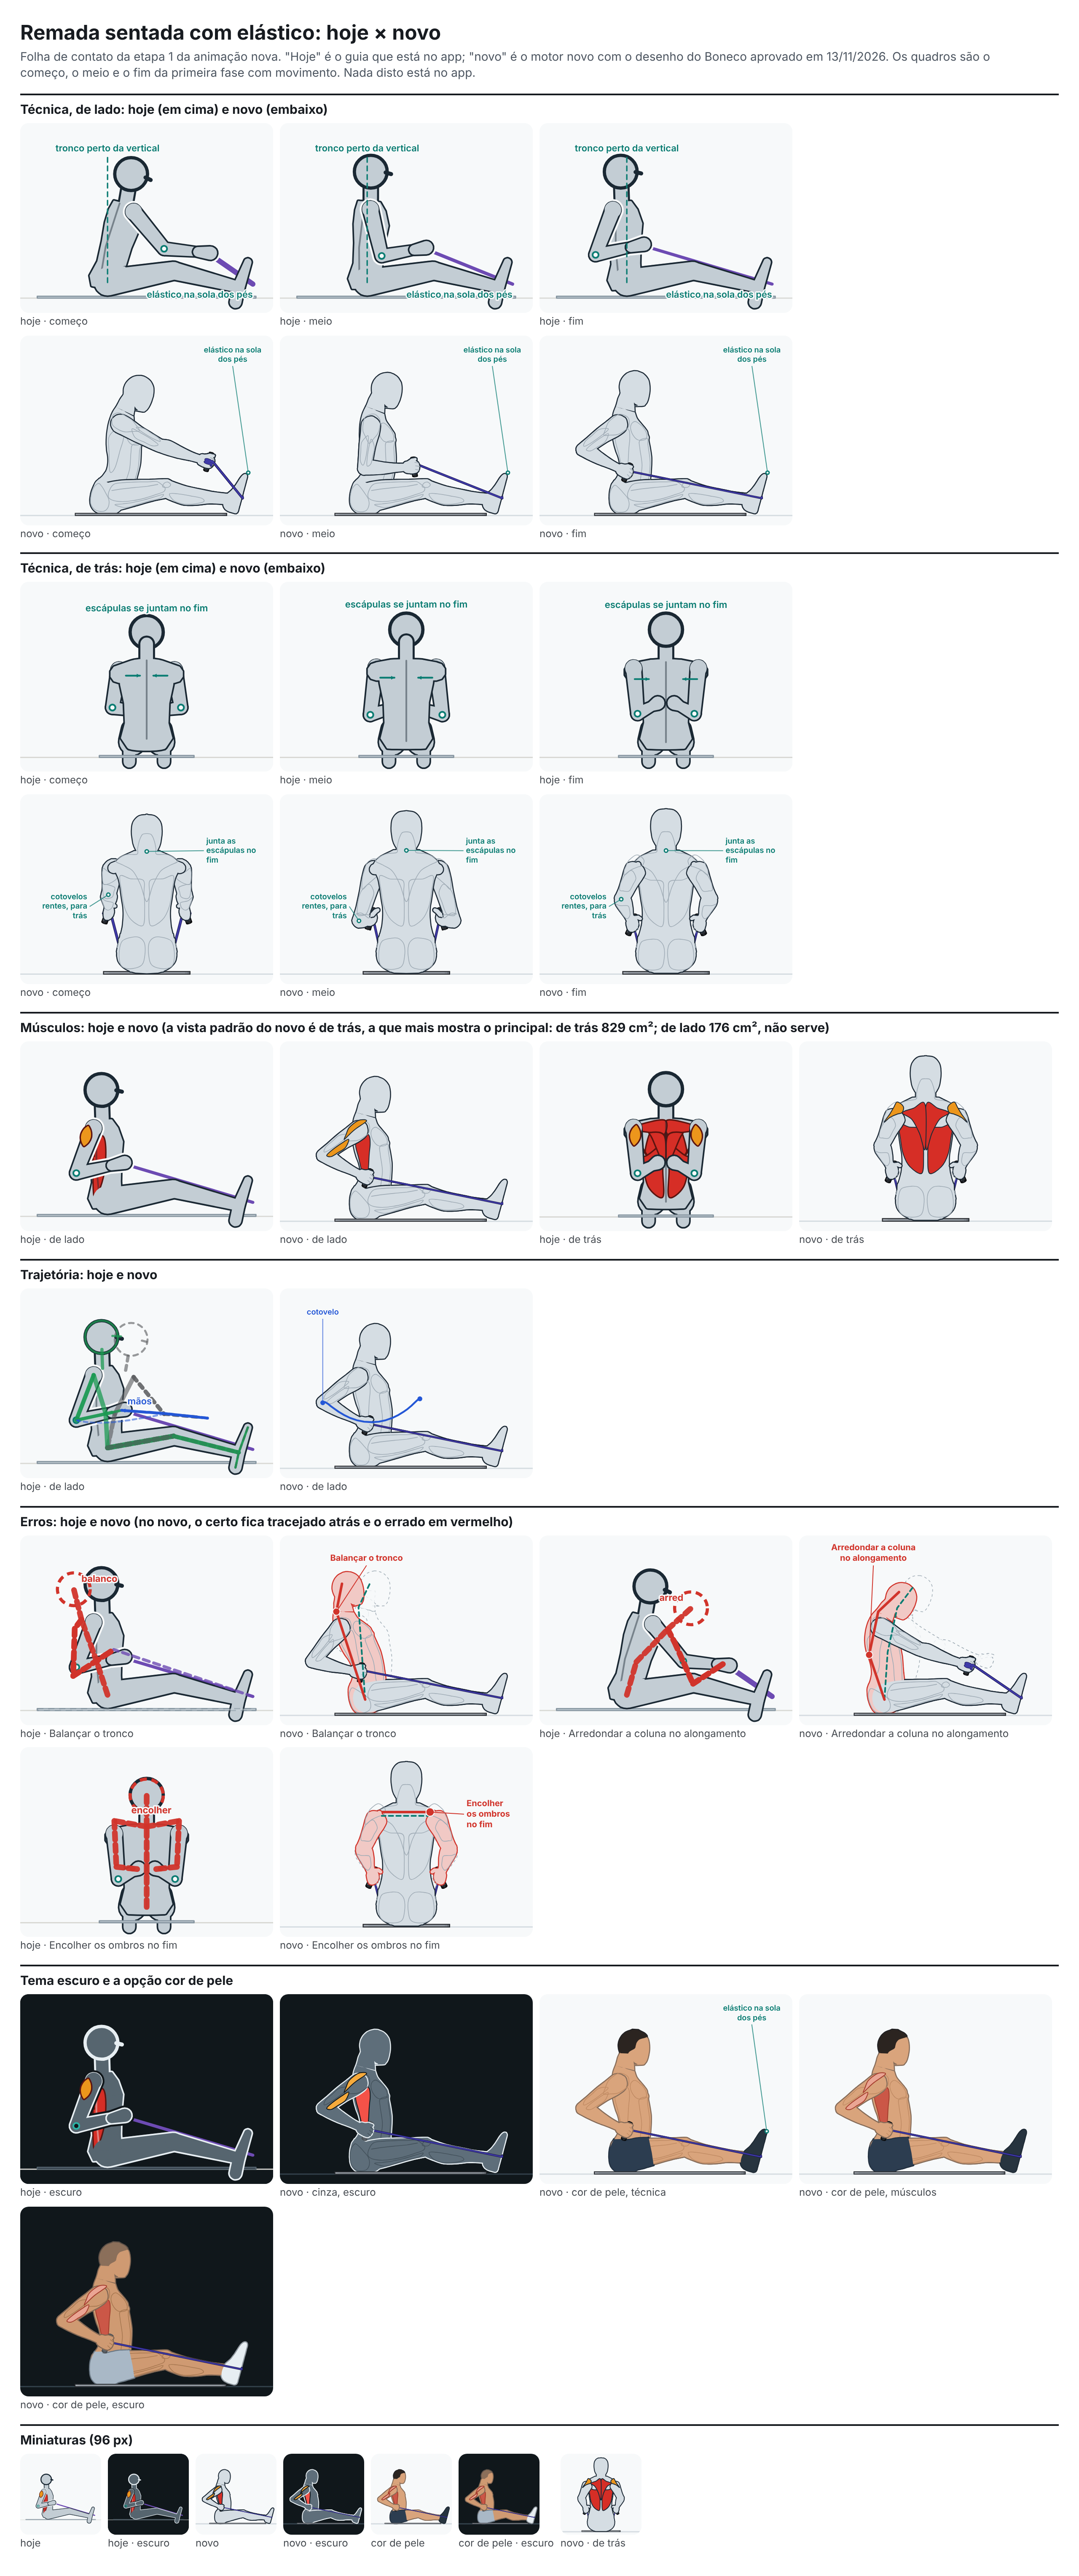 Remada sentada com elástico: hoje × novo
Folha de contato da etapa 1 da animação nova. "Hoje" é o guia que está no app; "novo" é o motor novo com o desenho do Boneco aprovado em 13/11/2026. Os quadros são o
começo, o meio e o fim da primeira fase com movimento. Nada disto está no app.
Técnica, de lado: hoje (em cima) e novo (embaixo)
tronco perto da vertical
elástico na sola dos pés
hoje · começo
tronco perto da vertical
elástico na sola dos pés
hoje · meio
tronco perto da vertical
elástico na sola dos pés
hoje · fim
elástico na sola
dos pés
novo · começo
elástico na sola
dos pés
novo · meio
elástico na sola
dos pés
novo · fim
Técnica, de trás: hoje (em cima) e novo (embaixo)
escápulas se juntam no fim
hoje · começo
escápulas se juntam no fim
hoje · meio
escápulas se juntam no fim
hoje · fim
junta as
escápulas no
fim
cotovelos
rentes, para
trás
novo · começo
junta as
escápulas no
fim
cotovelos
rentes, para
trás
novo · meio
junta as
escápulas no
fim
cotovelos
rentes, para
trás
novo · fim
Músculos: hoje e novo (a vista padrão do novo é de trás, a que mais mostra o principal: de trás 829 cm²; de lado 176 cm², não serve)
hoje · de lado
novo · de lado
hoje · de trás
novo · de trás
Trajetória: hoje e novo
mãos
hoje · de lado
cotovelo
novo · de lado
Erros: hoje e novo (no novo, o certo fica tracejado atrás e o errado em vermelho)
balanço
hoje · Balançar o tronco
Balançar o tronco
novo · Balançar o tronco
arred
hoje · Arredondar a coluna no alongamento
Arredondar a coluna
no alongamento
novo · Arredondar a coluna no alongamento
encolher
hoje · Encolher os ombros no fim
Encolher
os ombros
no fim
novo · Encolher os ombros no fim
Tema escuro e a opção cor de pele
hoje · escuro
novo · cinza, escuro
elástico na sola
dos pés
novo · cor de pele, técnica
novo · cor de pele, músculos
novo · cor de pele, escuro
Miniaturas (96 px)
hoje
hoje · escuro
novo
novo · escuro
cor de pele
cor de pele · escuro
novo · de trás